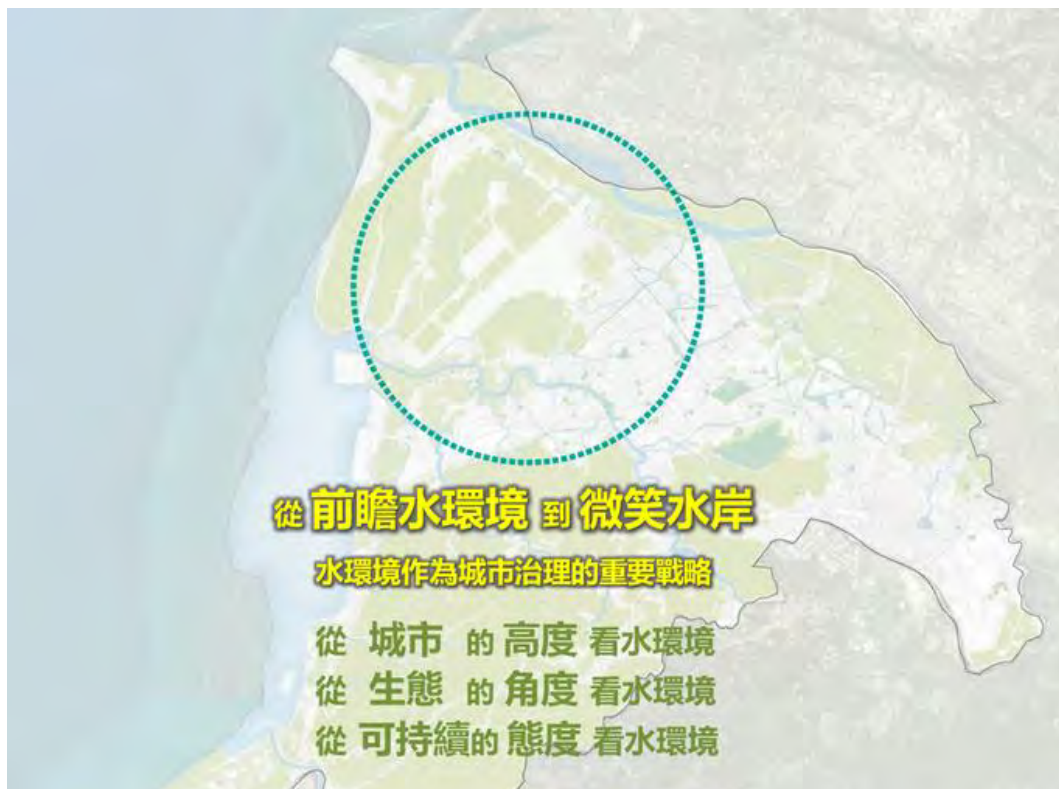 從 前瞻水環境 到 微笑水岸
水環境作為城市治理的重要戰略
從 城市 的 高度 看水環境
從 生態 的 角度 看水環境
從 可持續的 態度 看水環境